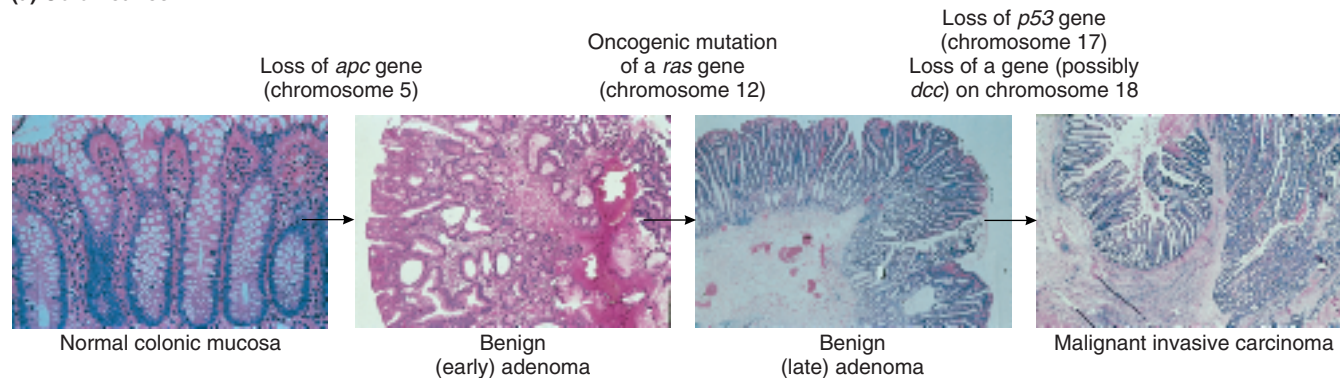 Loss of apc gene
(chromosome 5)
Oncogenic mutation
of a ras gene
(chromosome 12)
Loss of p53 gene
(chromosome 17)
Loss of a gene (possibly
dcc) on chromosome 18
Normal colonic mucosa
Benign
(early) adenoma
Benign
(late) adenoma
Malignant invasive carcinoma